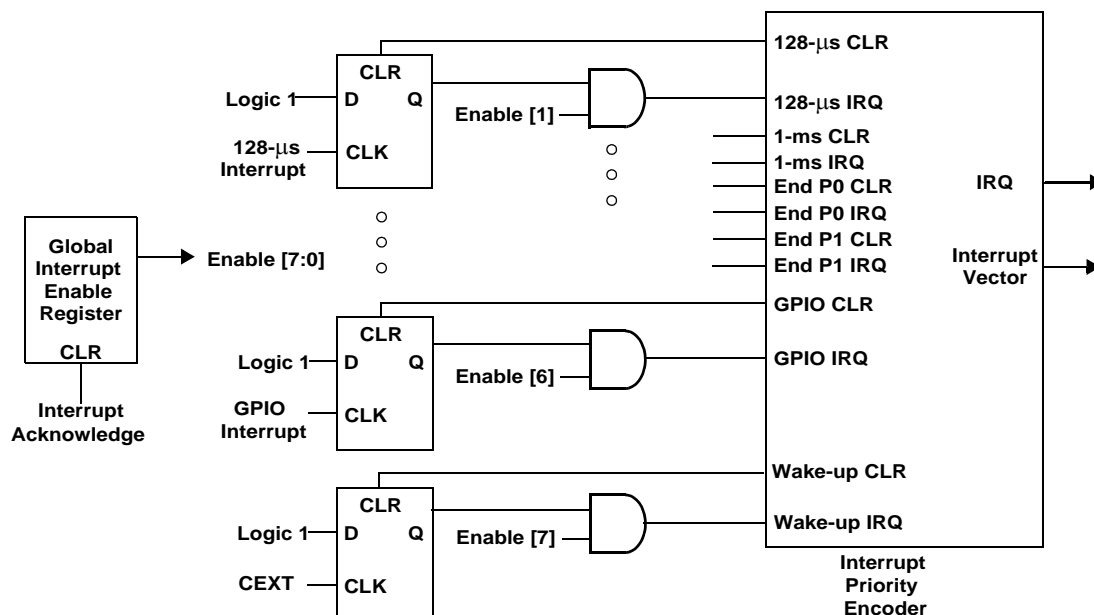 CLR
D Q
CLK
Logic 1
128-μs
Interrupt
Enable [1]
128-μs CLR
128-μs IRQ
1-ms CLR
1-ms IRQ
End P0 CLR
End P0 IRQ
End P1 CLR
End P1 IRQ
GPIO CLR
GPIO IRQ
Wake-up CLR
Wake-up IRQ
IRQ
Interrupt
Vector
Global
Interrupt
Enable
Register
CLR
Interrupt
Acknowledge
Enable [7:0]
CLR
D Q
CLK
Logic 1
GPIO
Interrupt
Enable [6]
CLR
D Q
CLK
Logic 1
CEXT
Enable [7]
Interrupt
Priority
Encoder